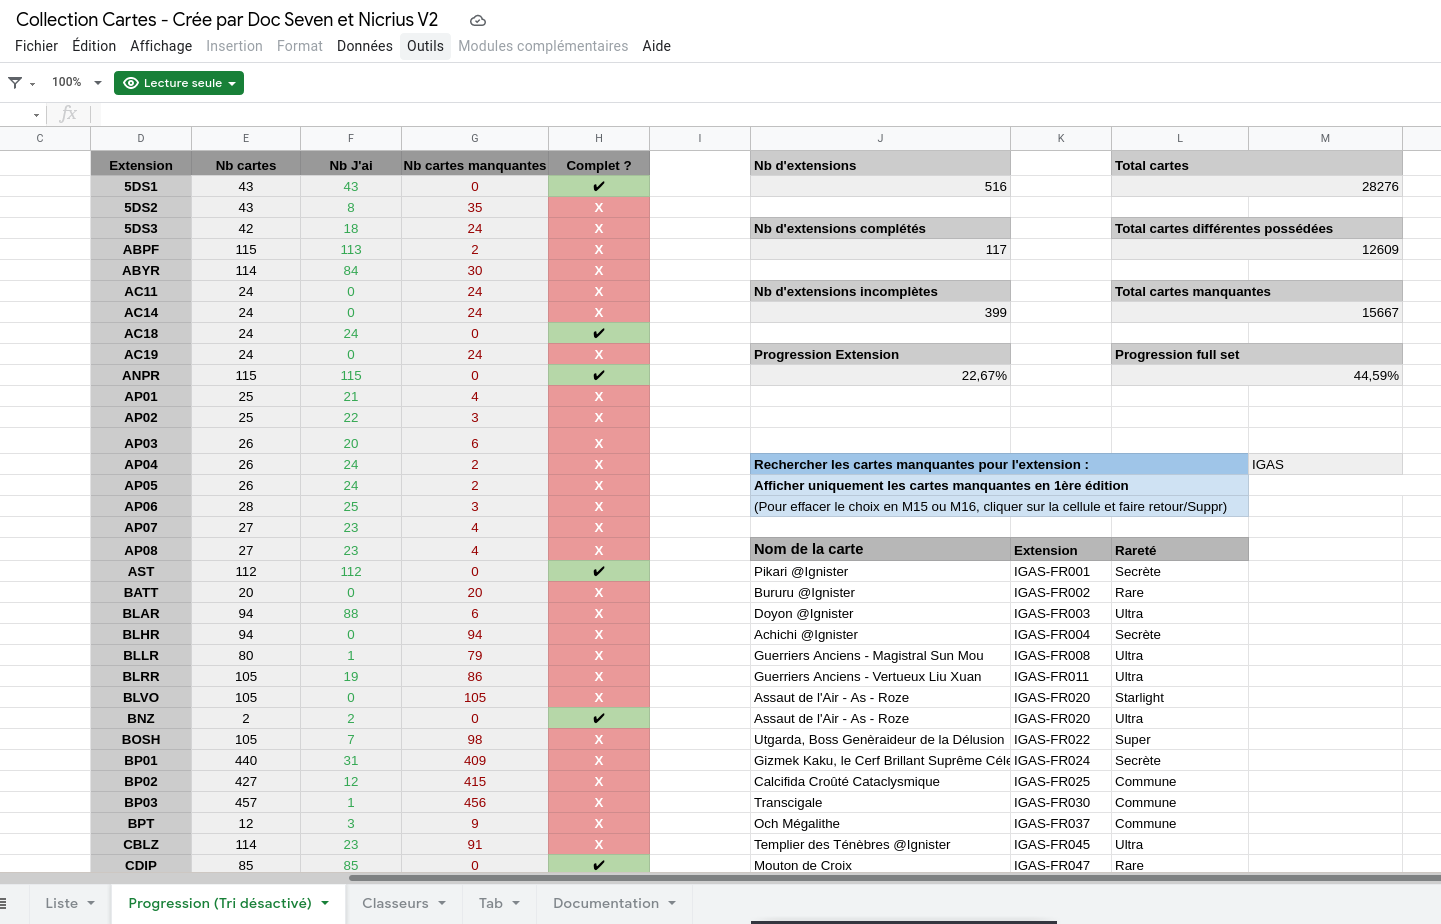 Collection Cartes - Crée par Doc Seven et Nicrius V2
Fichier Édition Affichage Insertion Format Données Outils Modules complémentaires Aide
100% Lecture seule
fx
C D E F G H I J K L M
Extension Nb cartes Nb J'ai Nb cartes manquantes Complet ? Nb d'extensions Total cartes
5DS1 43 43 0 ✔ 516 28276
5DS2 43 8 35 X
5DS3 42 18 24 X Nb d'extensions complétés Total cartes différentes possédées
ABPF 115 113 2 X 117 12609
ABYR 114 84 30 X
AC11 24 0 24 X Nb d'extensions incomplètes Total cartes manquantes
AC14 24 0 24 X 399 15667
AC18 24 24 0 ✔
AC19 24 0 24 X Progression Extension Progression full set
ANPR 115 115 0 ✔ 22,67% 44,59%
AP01 25 21 4 X
AP02 25 22 3 X
AP03 26 20 6 X
AP04 26 24 2 X Rechercher les cartes manquantes pour l'extension : IGAS
AP05 26 24 2 X Afficher uniquement les cartes manquantes en 1ère édition
AP06 28 25 3 X (Pour effacer le choix en M15 ou M16, cliquer sur la cellule et faire retour/Suppr)
AP07 27 23 4 X
AP08 27 23 4 X Nom de la carte Extension Rareté
AST 112 112 0 ✔ Pikari @Ignister IGAS-FR001 Secrète
BATT 20 0 20 X Bururu @Ignister IGAS-FR002 Rare
BLAR 94 88 6 X Doyon @Ignister IGAS-FR003 Ultra
BLHR 94 0 94 X Achichi @Ignister IGAS-FR004 Secrète
BLLR 80 1 79 X Guerriers Anciens - Magistral Sun Mou IGAS-FR008 Ultra
BLRR 105 19 86 X Guerriers Anciens - Vertueux Liu Xuan IGAS-FR011 Ultra
BLVO 105 0 105 X Assaut de l'Air - As - Roze IGAS-FR020 Starlight
BNZ 2 2 0 ✔ Assaut de l'Air - As - Roze IGAS-FR020 Ultra
BOSH 105 7 98 X Utgarda, Boss Genèraideur de la Délusion IGAS-FR022 Super
BP01 440 31 409 X Gizmek Kaku, le Cerf Brillant Suprême Céle IGAS-FR024 Secrète
BP02 427 12 415 X Calcifida Croûté Cataclysmique IGAS-FR025 Commune
BP03 457 1 456 X Transcigale IGAS-FR030 Commune
BPT 12 3 9 X Och Mégalithe IGAS-FR037 Commune
CBLZ 114 23 91 X Templier des Ténèbres @Ignister IGAS-FR045 Ultra
CDIP 85 85 0 ✔ Mouton de Croix IGAS-FR047 Rare
Liste Progression (Tri désactivé) Classeurs Tab Documentation